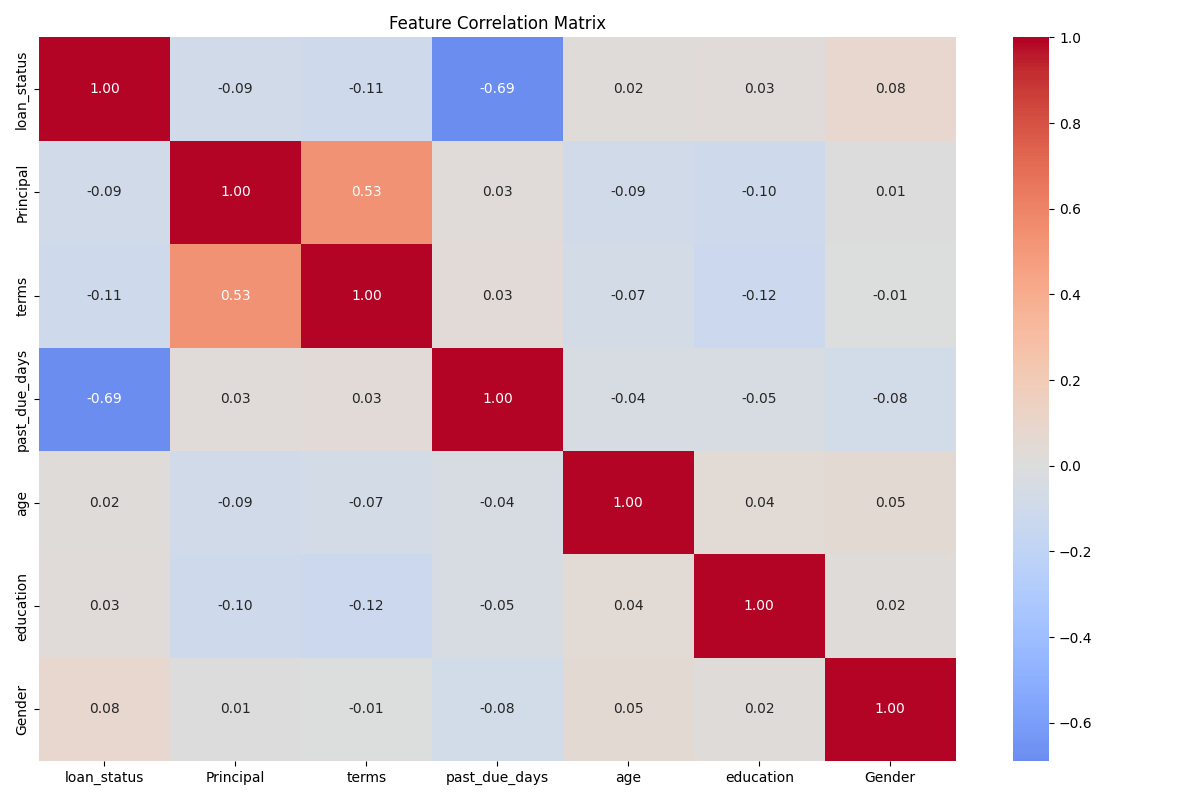 Feature Correlation Matrix
loan_status 1.00 -0.09 -0.11 -0.69 0.02 0.03 0.08
Principal -0.09 1.00 0.53 0.03 -0.09 -0.10 0.01
terms -0.11 0.53 1.00 0.03 -0.07 -0.12 -0.01
past_due_days -0.69 0.03 0.03 1.00 -0.04 -0.05 -0.08
age 0.02 -0.09 -0.07 -0.04 1.00 0.04 0.05
education 0.03 -0.10 -0.12 -0.05 0.04 1.00 0.02
Gender 0.08 0.01 -0.01 -0.08 0.05 0.02 1.00
loan_status Principal terms past_due_days age education Gender
1.0
0.8
0.6
0.4
0.2
0.0
−0.2
−0.4
−0.6